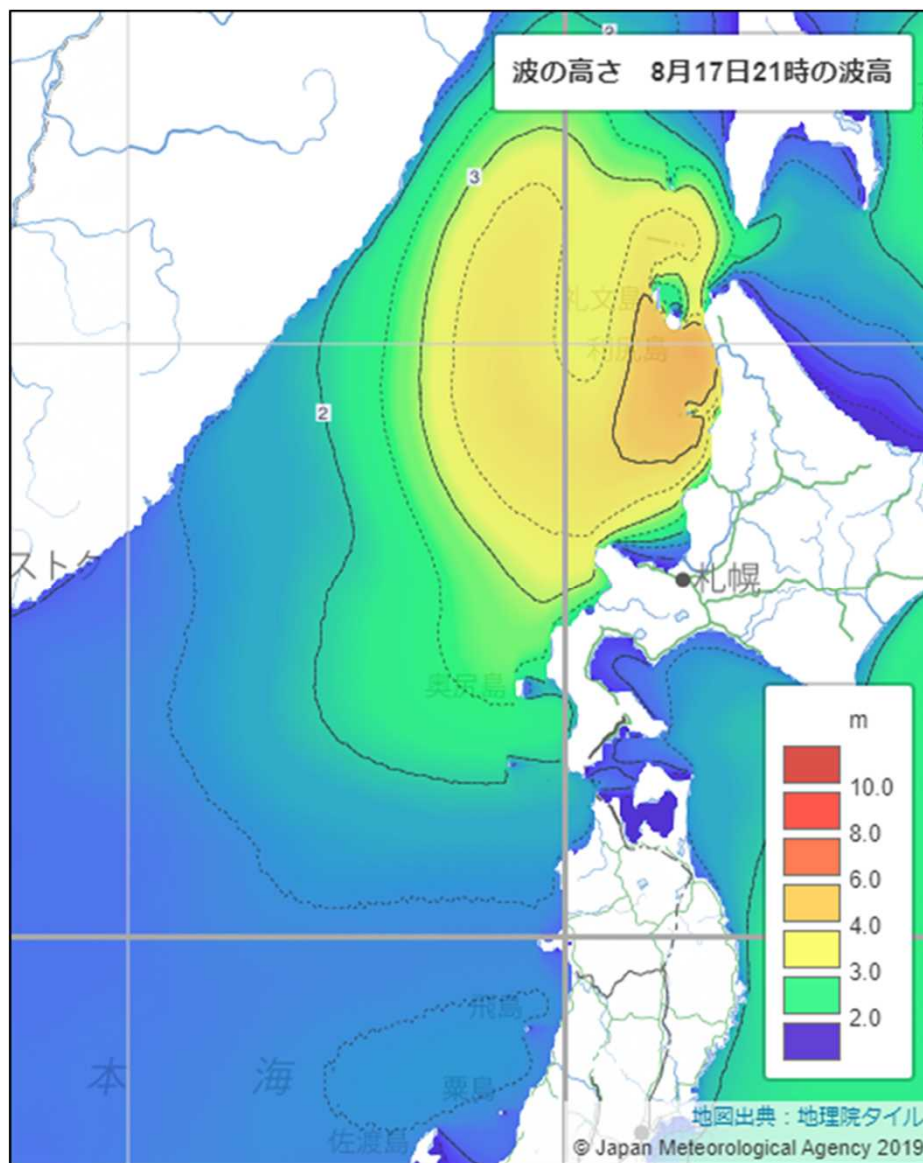 2
波の高さ 8月17日21時の波高
3
礼文島
利尻島
2
ストク
札幌
奥尻島
m
10.0
8.0
6.0
4.0
3.0
2.0
飛島
本 海
粟島
佐渡島
地図出典：地理院タイル
© Japan Meteorological Agency 2019